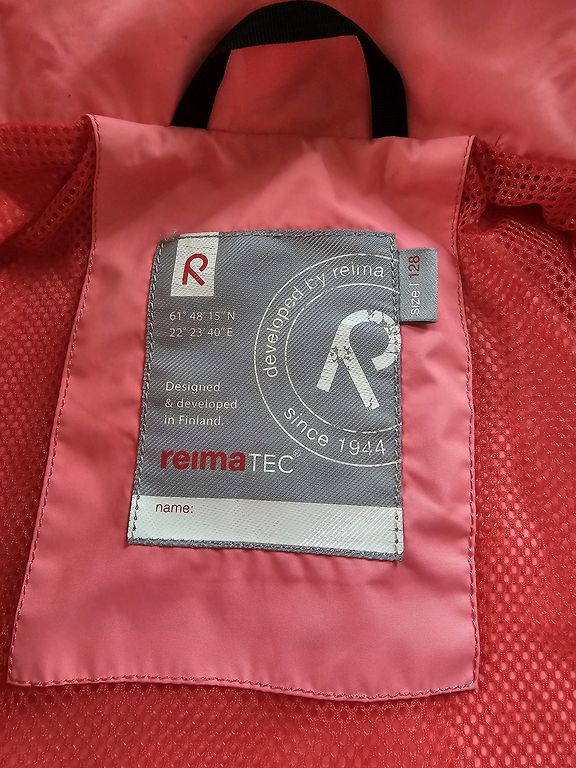 R
61° 48' 15" N
22° 23' 40" E
Designed
& developed
in Finland.
developed by reima
R
since 1944
reimaTEC®
name:
size | 128